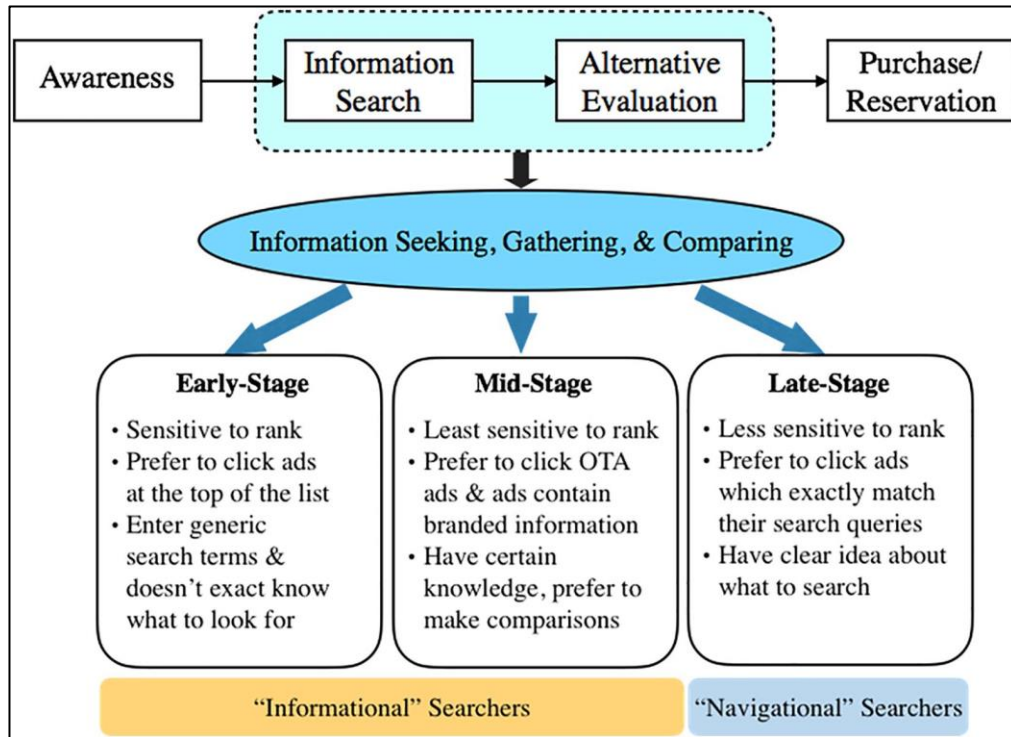 Awareness
Information
Search
Alternative
Evaluation
Purchase/
Reservation
Information Seeking, Gathering, & Comparing
Early-Stage
• Sensitive to rank
• Prefer to click ads
at the top of the list
• Enter generic
search terms &
doesn’t exact know
what to look for
Mid-Stage
• Least sensitive to rank
• Prefer to click OTA
ads & ads contain
branded information
• Have certain
knowledge, prefer to
make comparisons
Late-Stage
• Less sensitive to rank
• Prefer to click ads
which exactly match
their search queries
• Have clear idea about
what to search
“Informational” Searchers
“Navigational” Searchers